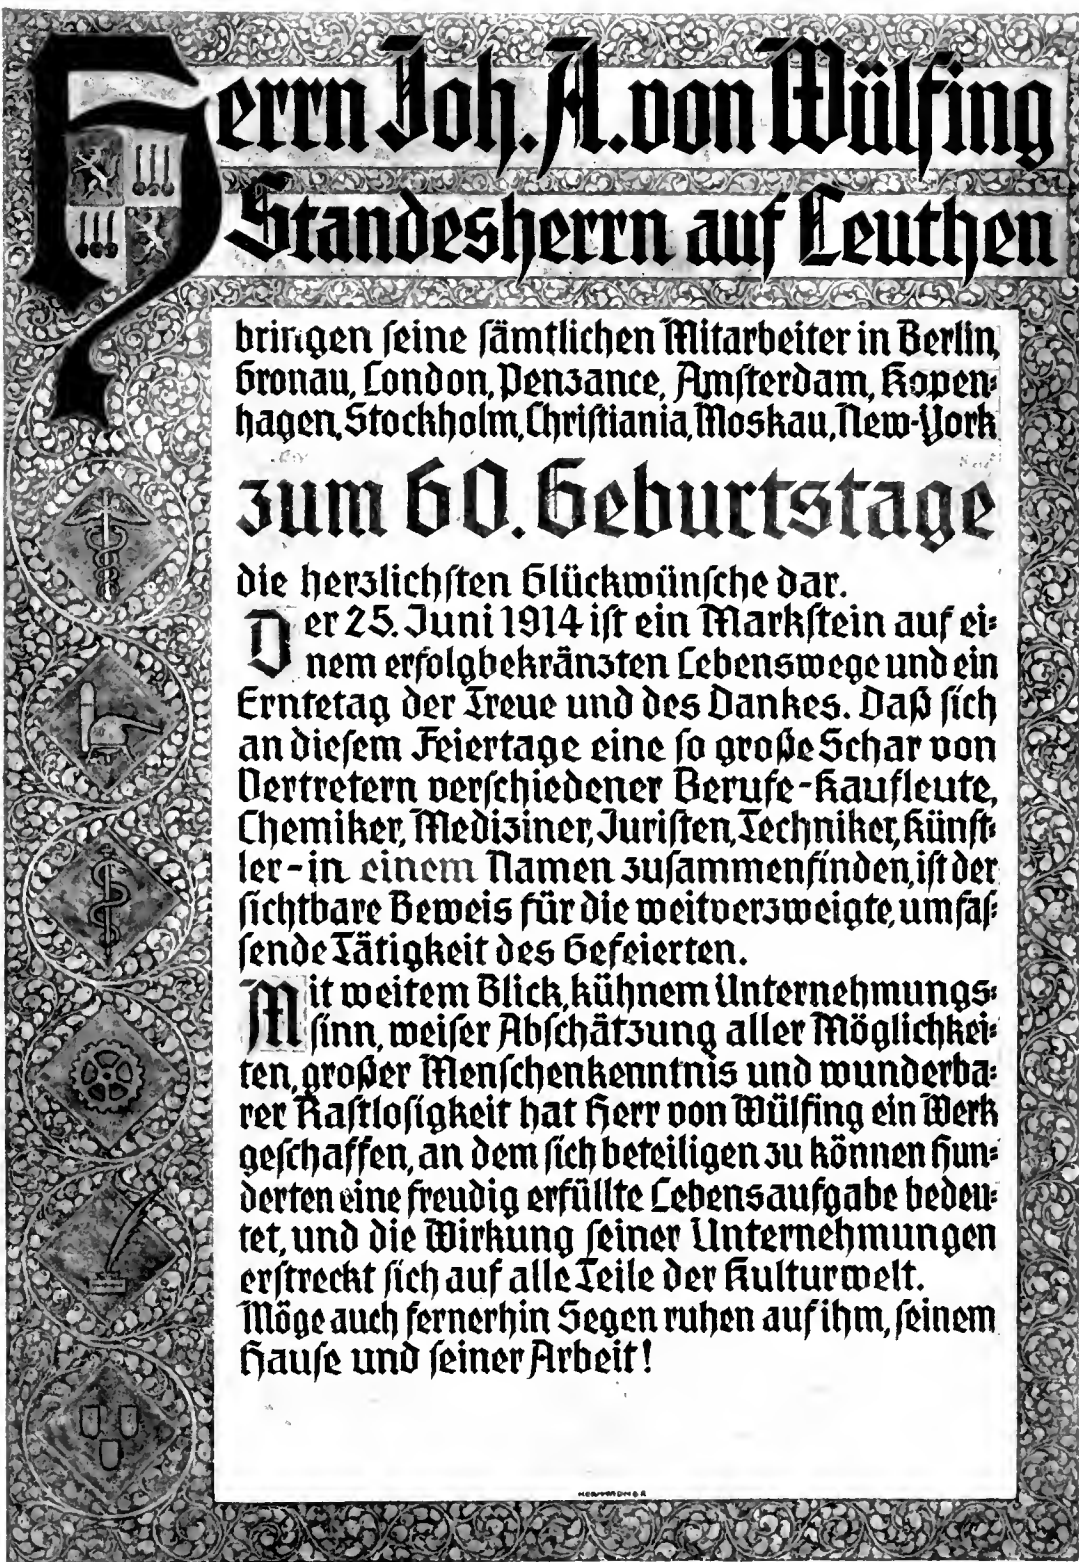 Herrn Joh. A. von Wülfing
Standesherrn auf Leuthen
bringen ſeine ſämtlichen Mitarbeiter in Berlin,
Gronau, London, Penzance, Amſterdam, Kopen⸗
hagen, Stockholm, Chriſtiania, Moskau, New-York
zum 60. Geburtstage
die herzlichſten Glückwünſche dar.
Der 25. Juni 1914 iſt ein Markſtein auf ei⸗
nem erfolgbekränzten Lebenswege und ein
Erntetag der Treue und des Dankes. Daß ſich
an dieſem Feiertage eine ſo große Schar von
Vertretern verſchiedener Berufe - Kaufleute,
Chemiker, Mediziner, Juriſten, Techniker, Künſt⸗
ler - in einem Namen zuſammenfinden, iſt der
ſichtbare Beweis für die weitverzweigte, umfaſ⸗
ſende Tätigkeit des Gefeierten.
Mit weitem Blick, kühnem Unternehmungs⸗
ſinn, weiſer Abſchätzung aller Möglichkei⸗
ten, großer Menſchenkenntnis und wunderba⸗
rer Raſtloſigkeit hat Herr von Wülfing ein Werk
geſchaffen, an dem ſich beteiligen zu können Hun⸗
derten eine freudig erfüllte Lebensaufgabe bedeu⸗
tet, und die Wirkung ſeiner Unternehmungen
erſtreckt ſich auf alle Teile der Kulturwelt.
Möge auch fernerhin Segen ruhen auf ihm, ſeinem
Hauſe und ſeiner Arbeit!